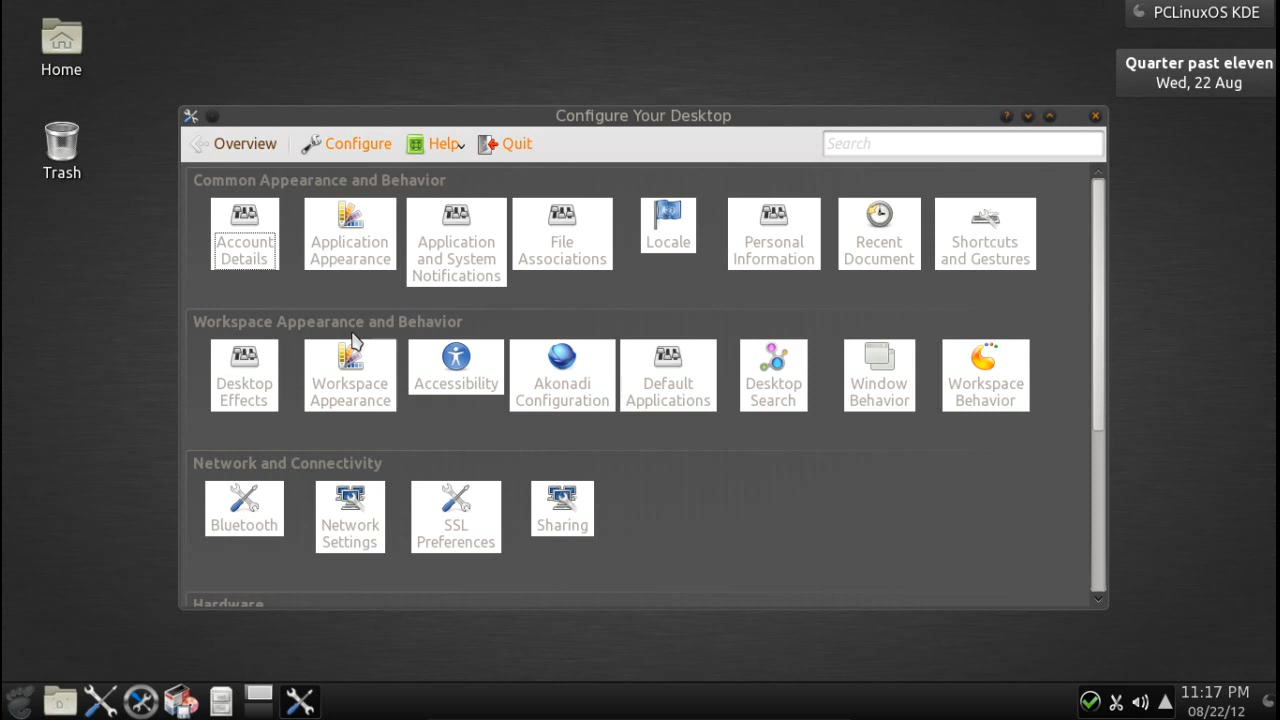 PCLinuxOS KDE
Home
Quarter past eleven
Wed, 22 Aug
Trash
Configure Your Desktop
Overview
Configure
Help
Quit
Search
Common Appearance and Behavior
Account
Details
Application
Appearance
Application
and System
Notifications
File
Associations
Locale
Personal
Information
Recent
Document
Shortcuts
and Gestures
Workspace Appearance and Behavior
Desktop
Effects
Workspace
Appearance
Accessibility
Akonadi
Configuration
Default
Applications
Desktop
Search
Window
Behavior
Workspace
Behavior
Network and Connectivity
Bluetooth
Network
Settings
SSL
Preferences
Sharing
Hardware
11:17 PM
08/22/12